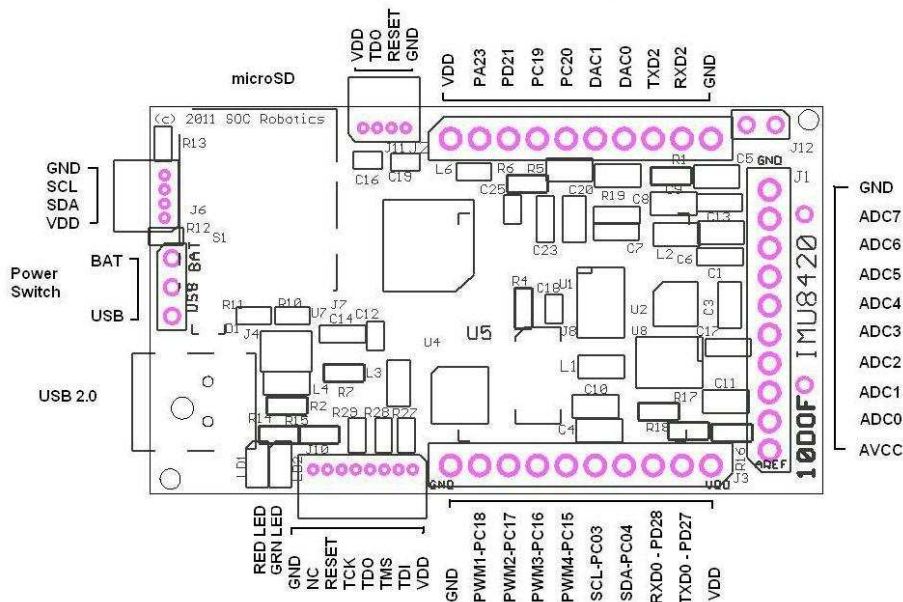 VDD
TDO
RESET
GND
VDD
PA23
PD21
PC19
PC20
DAC1
DAC0
TXD2
RXD2
GND
microSD
(c) 2011 SOC Robotics
R13
J11
C16
C19
L6
R6
R5
C25
C20
C23
R19
C7
R1
C9
C8
C5
C13
L2
C6
J12
GND
J1
GND
SCL
SDA
VDD
J6
R12
S1
Power
Switch
BAT
USB
USB BAT
GND
ADC7
ADC6
ADC5
ADC4
ADC3
ADC2
ADC1
ADC0
AVCC
10DOF IMU8420
R11
R10
U7
J7
D1
J4
C14
C12
U4
U5
R4
C18
U1
J8
U2
U8
C1
C3
C17
L1
L3
L4
R7
R2
C10
C4
R17
R18
C11
R16
AREF
USB 2.0
R14
R15
R29
R28
R27
J10
GND
VDD
J3
RED LED
GRN LED
GND
NC
RESET
TCK
TDO
TMS
TDI
VDD
GND
PWM1-PC18
PWM2-PC17
PWM3-PC16
PWM4-PC15
SCL-PC03
SDA-PC04
RXD0 - PD28
TXD0 - PD27
VDD